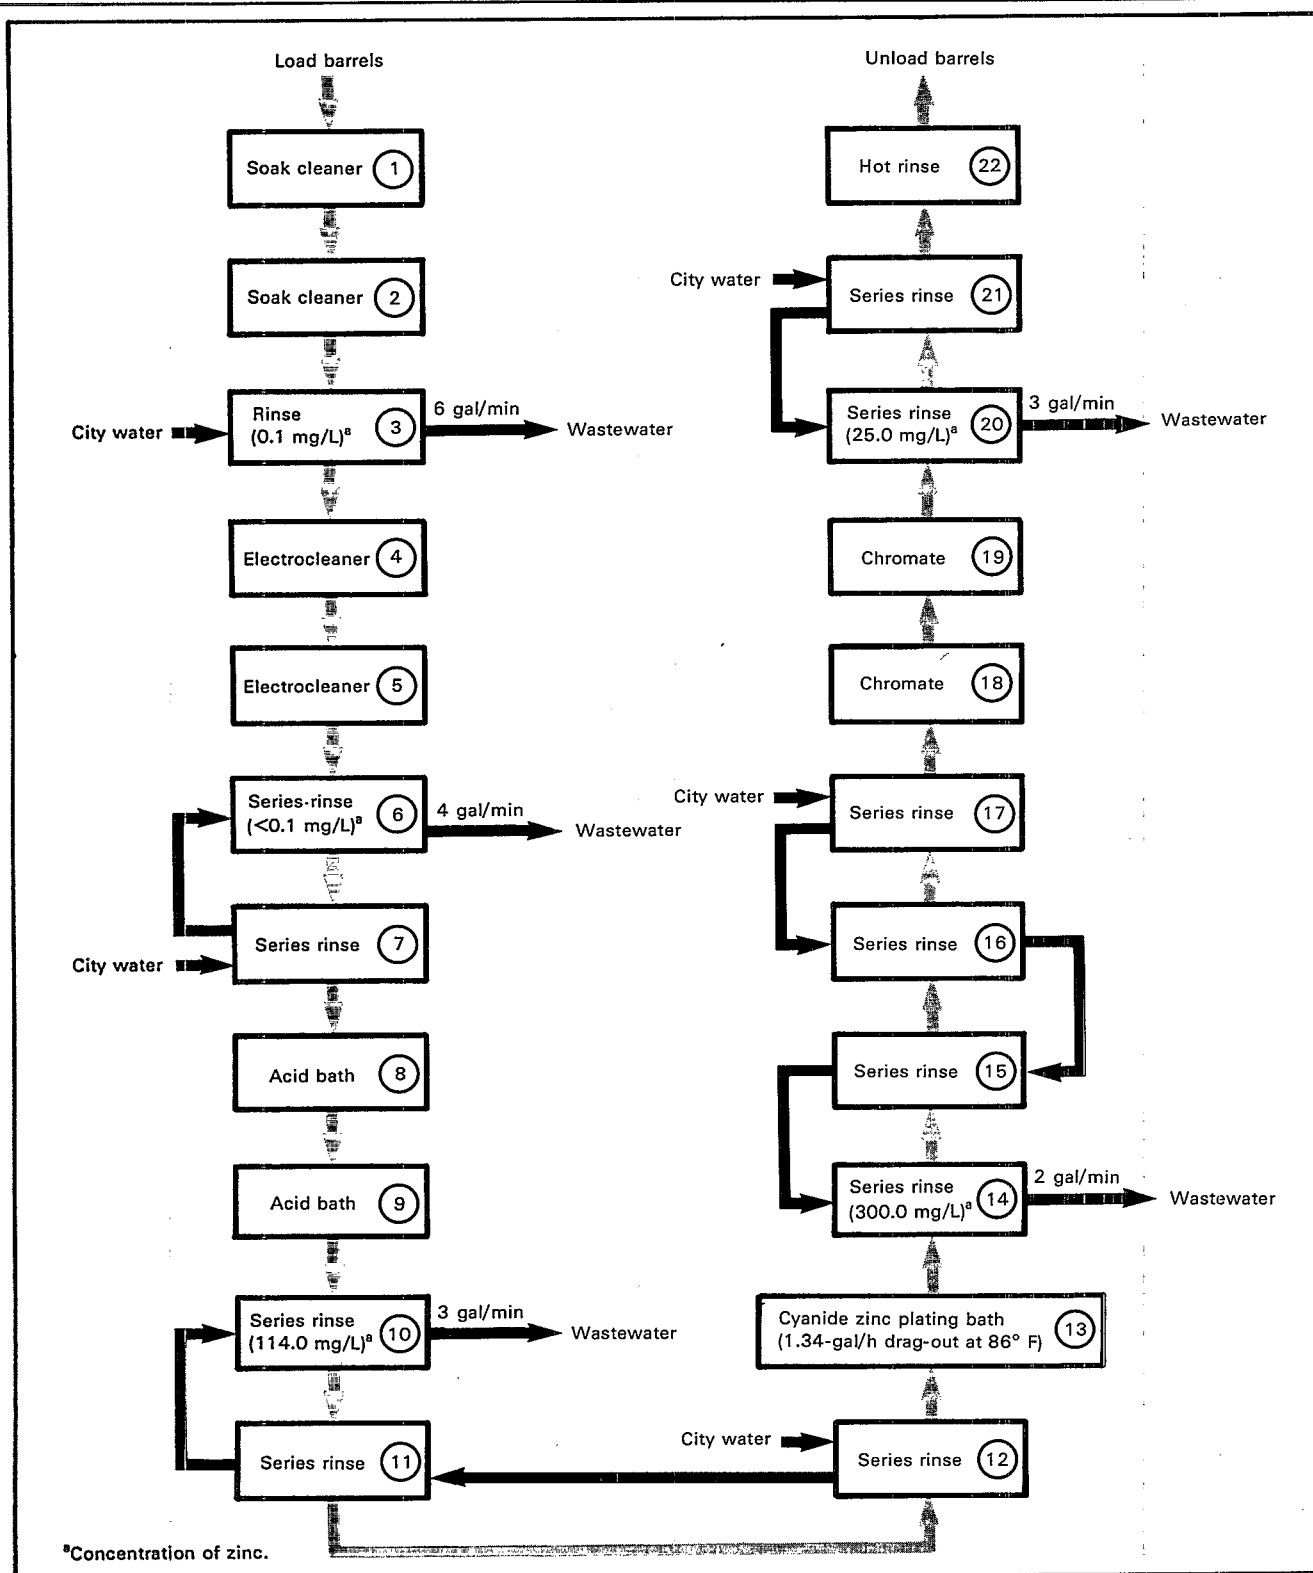 Load barrels
Soak cleaner 1
Soak cleaner 2
City water
Rinse
(0.1 mg/L)ᵃ
3
6 gal/min
Wastewater
Electrocleaner 4
Electrocleaner 5
Series-rinse
(<0.1 mg/L)ᵃ
6
4 gal/min
Wastewater
Series rinse 7
City water
Acid bath 8
Acid bath 9
Series rinse
(114.0 mg/L)ᵃ
10
3 gal/min
Wastewater
Series rinse 11
City water
Series rinse 12
Cyanide zinc plating bath
(1.34-gal/h drag-out at 86° F)
13
Series rinse
(300.0 mg/L)ᵃ
14
2 gal/min
Wastewater
Series rinse 15
Series rinse 16
City water
Series rinse 17
Chromate 18
Chromate 19
Series rinse
(25.0 mg/L)ᵃ
20
3 gal/min
Wastewater
City water
Series rinse 21
Hot rinse 22
Unload barrels
ᵃConcentration of zinc.